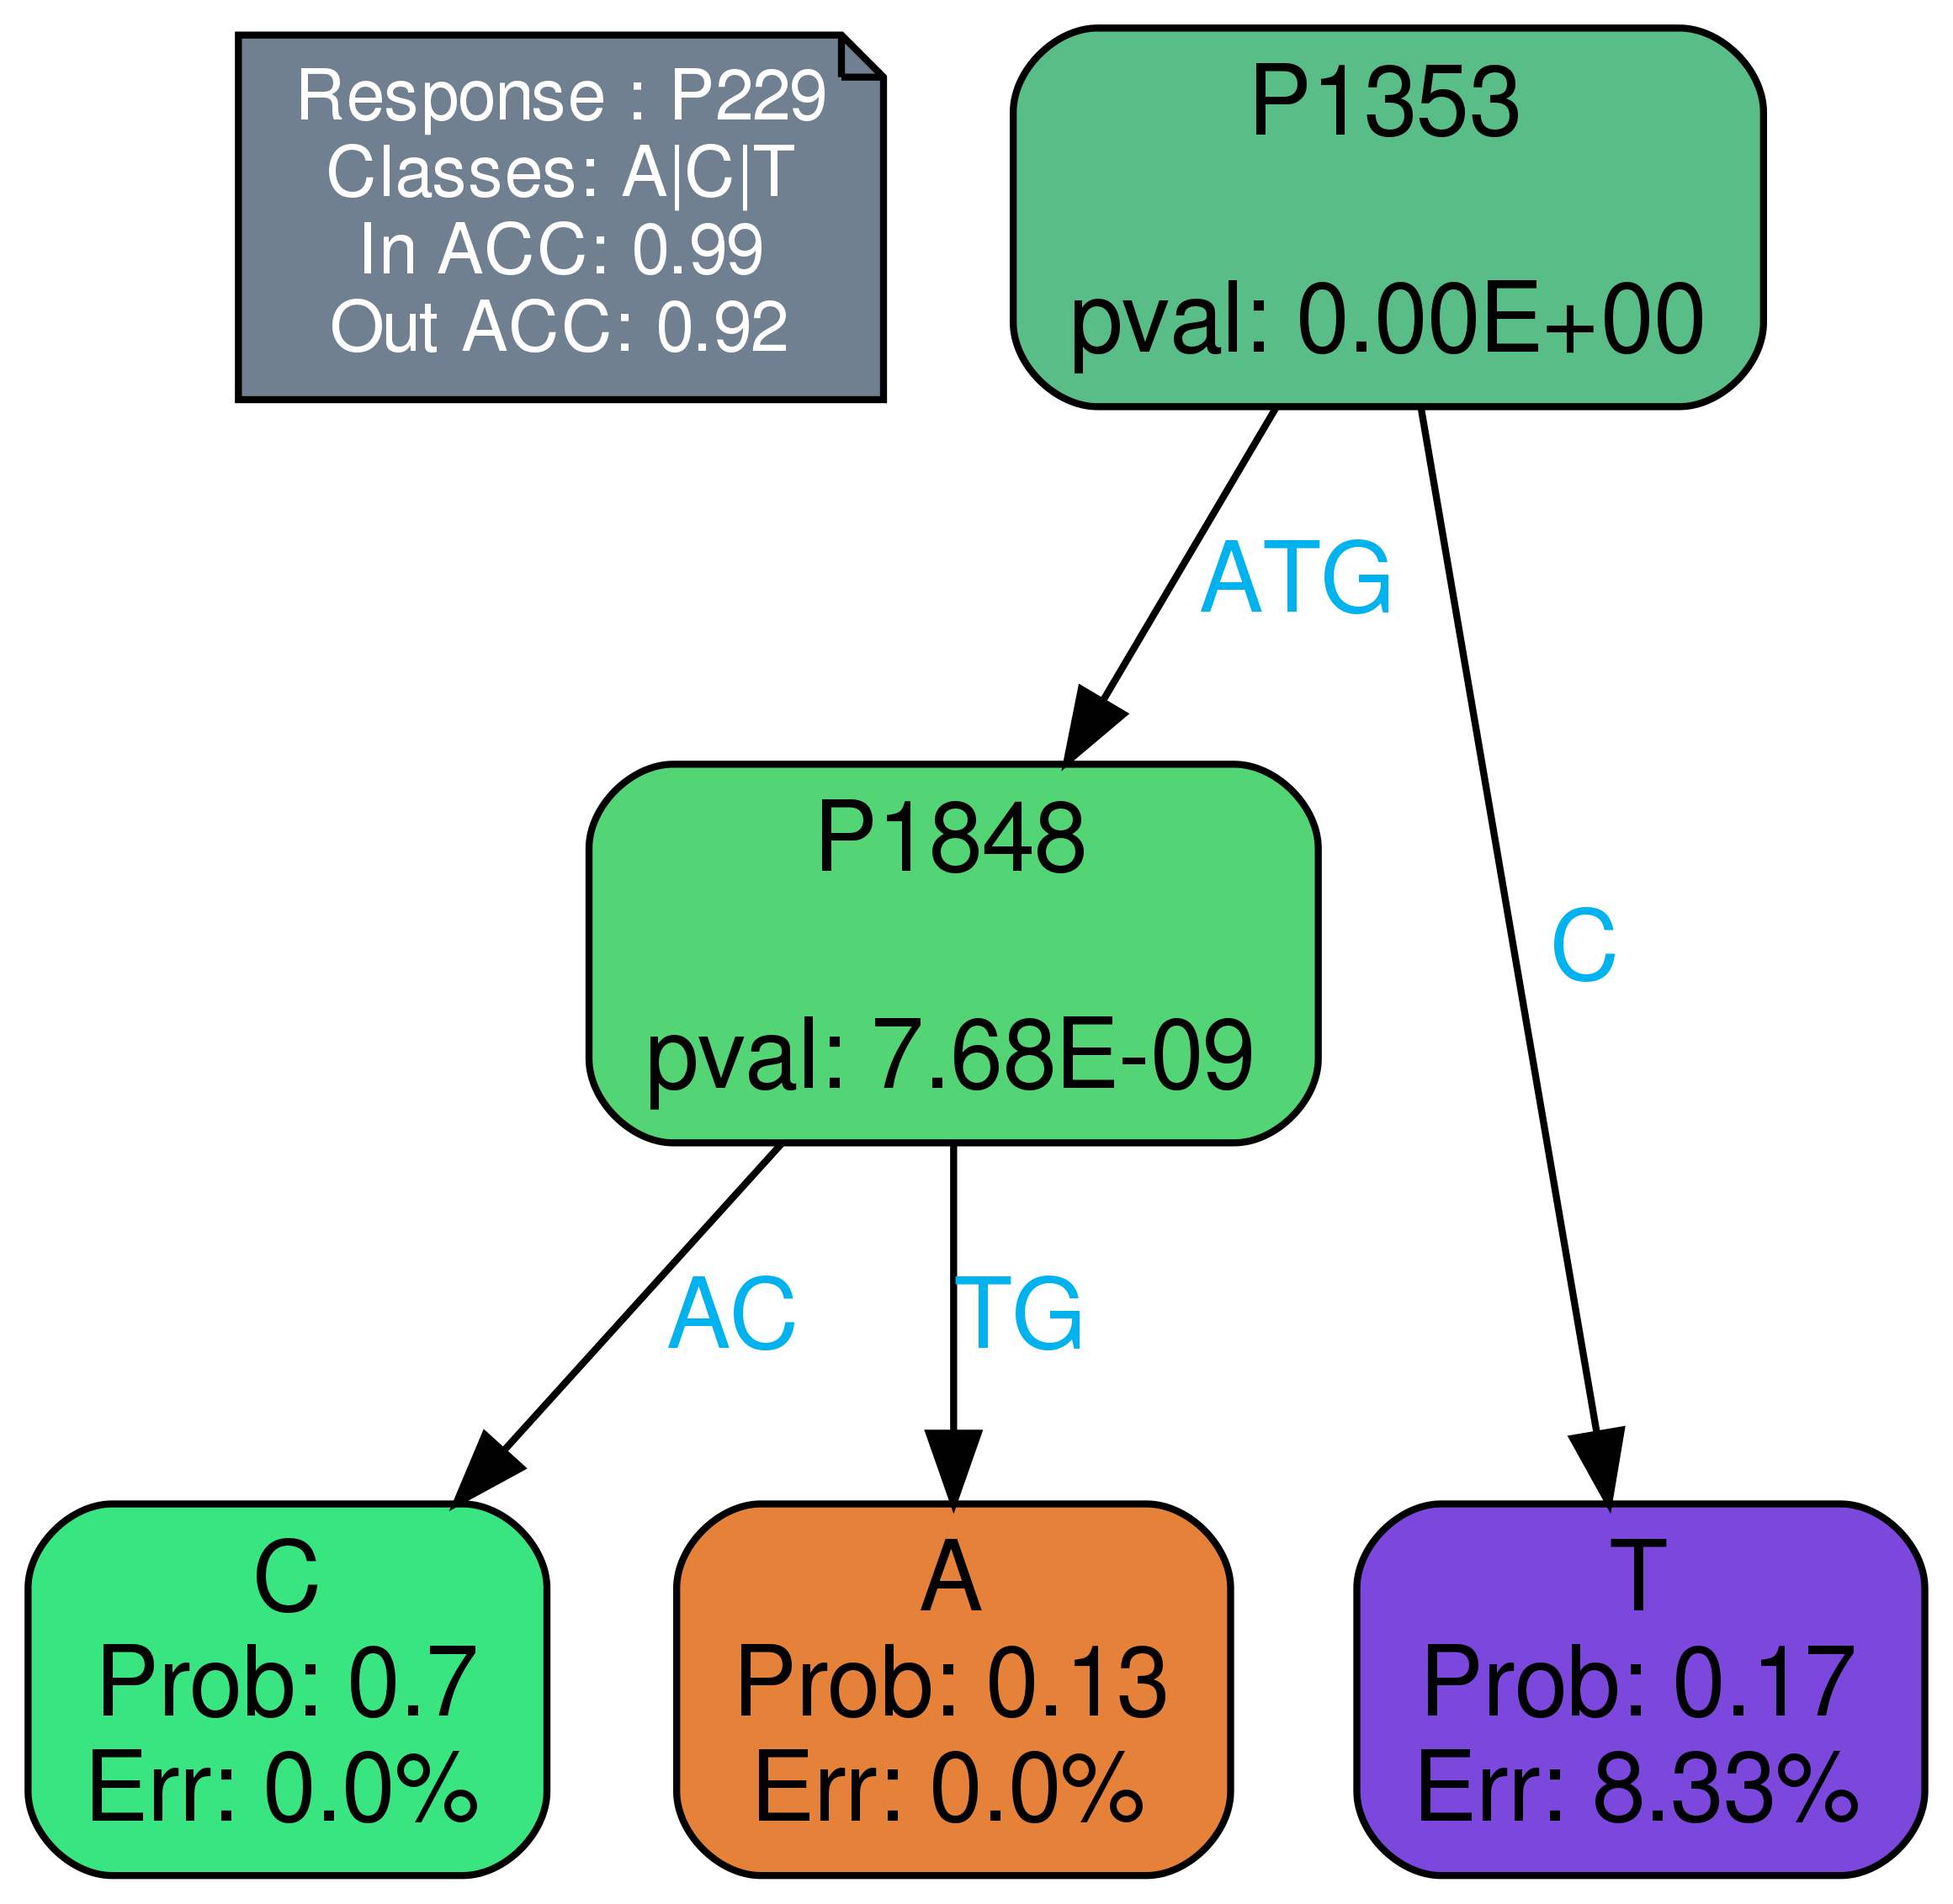 Response : P229
Classes: A|C|T
In ACC: 0.99
Out ACC: 0.92
P1353
pval: 0.00E+00
ATG
P1848
pval: 7.68E-09
C
AC
TG
C
Prob: 0.7
Err: 0.0%
A
Prob: 0.13
Err: 0.0%
T
Prob: 0.17
Err: 8.33%